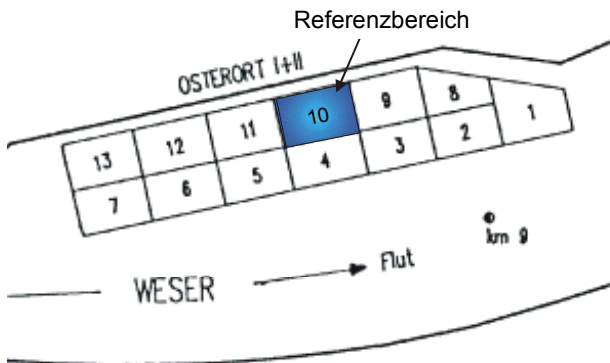 Referenzbereich
OSTERORT I+II
13 12 11 10 9 8 1
7 6 5 4 3 2
km 9
Flut
WESER